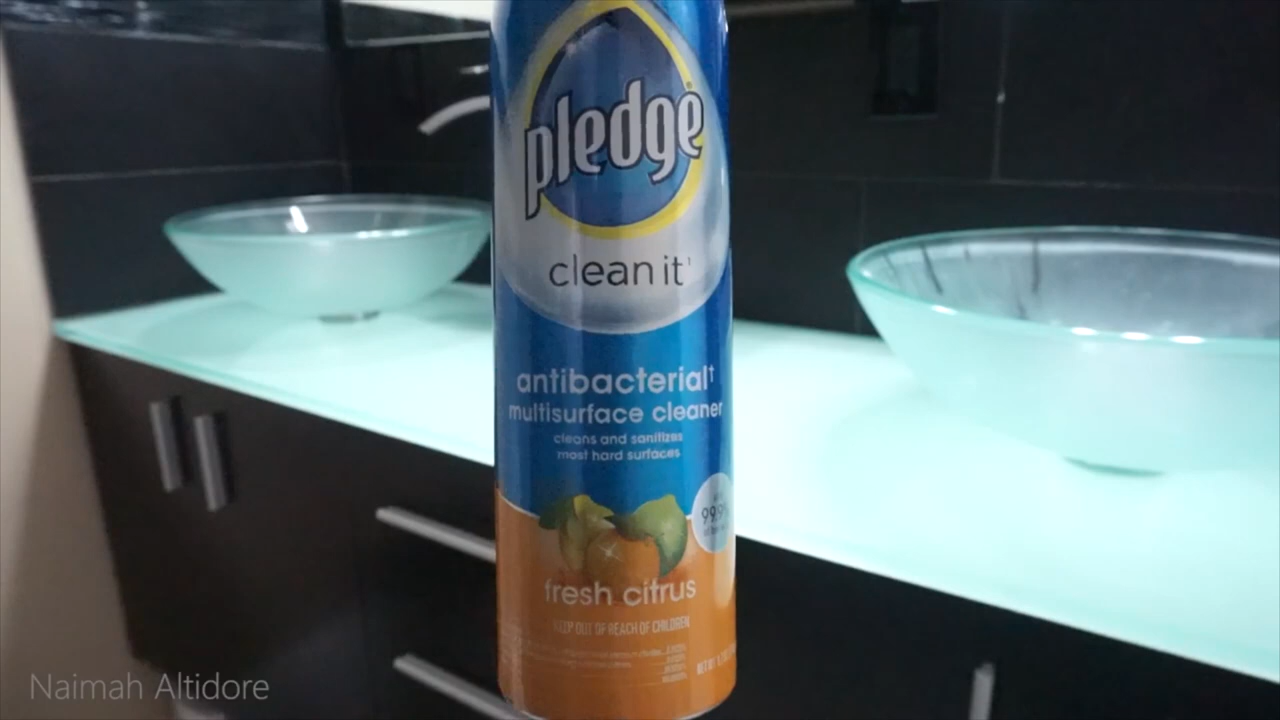 pledge
clean it¹
antibacterial†
multisurface cleaner
cleans and sanitizes
most hard surfaces
99.9%
fresh citrus
KEEP OUT OF REACH OF CHILDREN
Naimah Altidore